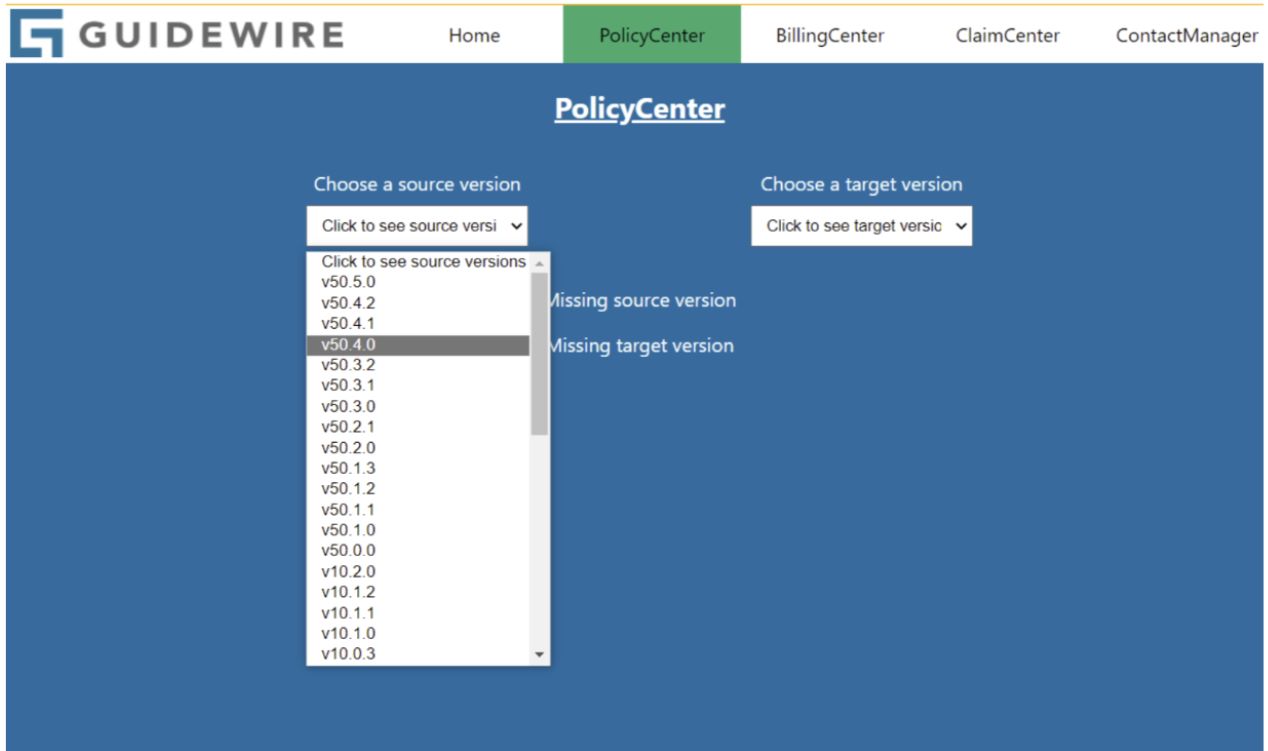 GUIDEWIRE Home PolicyCenter BillingCenter ClaimCenter ContactManager
PolicyCenter
Choose a source version
Choose a target version
Click to see source versi
Click to see target versio
Click to see source versions
v50.5.0
v50.4.2
v50.4.1
v50.4.0
v50.3.2
v50.3.1
v50.3.0
v50.2.1
v50.2.0
v50.1.3
v50.1.2
v50.1.1
v50.1.0
v50.0.0
v10.2.0
v10.1.2
v10.1.1
v10.1.0
v10.0.3
Missing source version
Missing target version